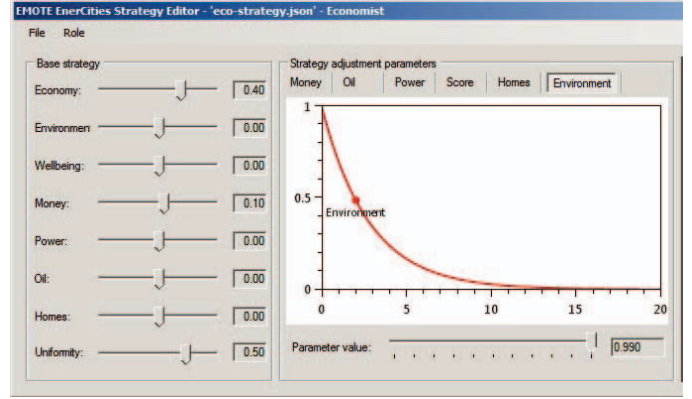 EMOTE EnerCities Strategy Editor - 'eco-strategy.json' - Economist
File Role
Base strategy
Economy: 0.40
Environmen 0.00
Wellbeing: 0.00
Money: 0.10
Power: 0.00
Oil: 0.00
Homes: 0.00
Uniformity: 0.50
Strategy adjustment parameters
Money Oil Power Score Homes Environment
1
0.5
Environment
0
0 5 10 15 20
Parameter value: 0.990